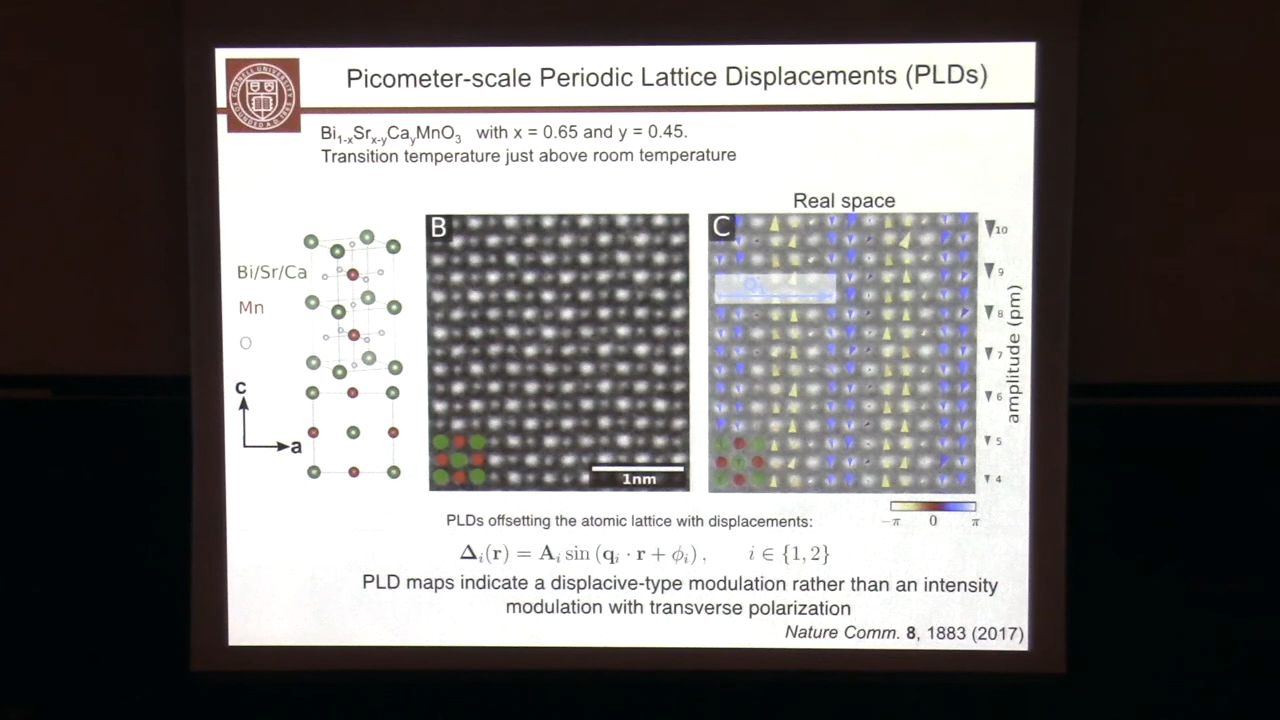 Picometer-scale Periodic Lattice Displacements (PLDs)
Bi1-xSrx-yCayMnO3 with x = 0.65 and y = 0.45.
Transition temperature just above room temperature
Real space
B
C
Bi/Sr/Ca
Mn
O
c
a
1nm
10
9
8
7
6
5
4
amplitude (pm)
−π 0 π
PLDs offsetting the atomic lattice with displacements:
Δi(r) = Ai sin (qi · r + ϕi) , i ∈ {1, 2}
PLD maps indicate a displacive-type modulation rather than an intensity
modulation with transverse polarization
Nature Comm. 8, 1883 (2017)